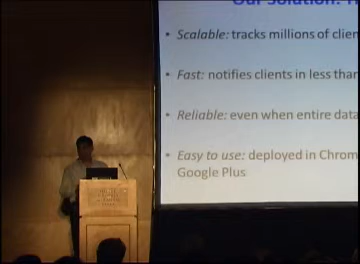 Our Solution: T
• Scalable: tracks millions of clien
• Fast: notifies clients in less than
• Reliable: even when entire data
• Easy to use: deployed in Chrom
Google Plus